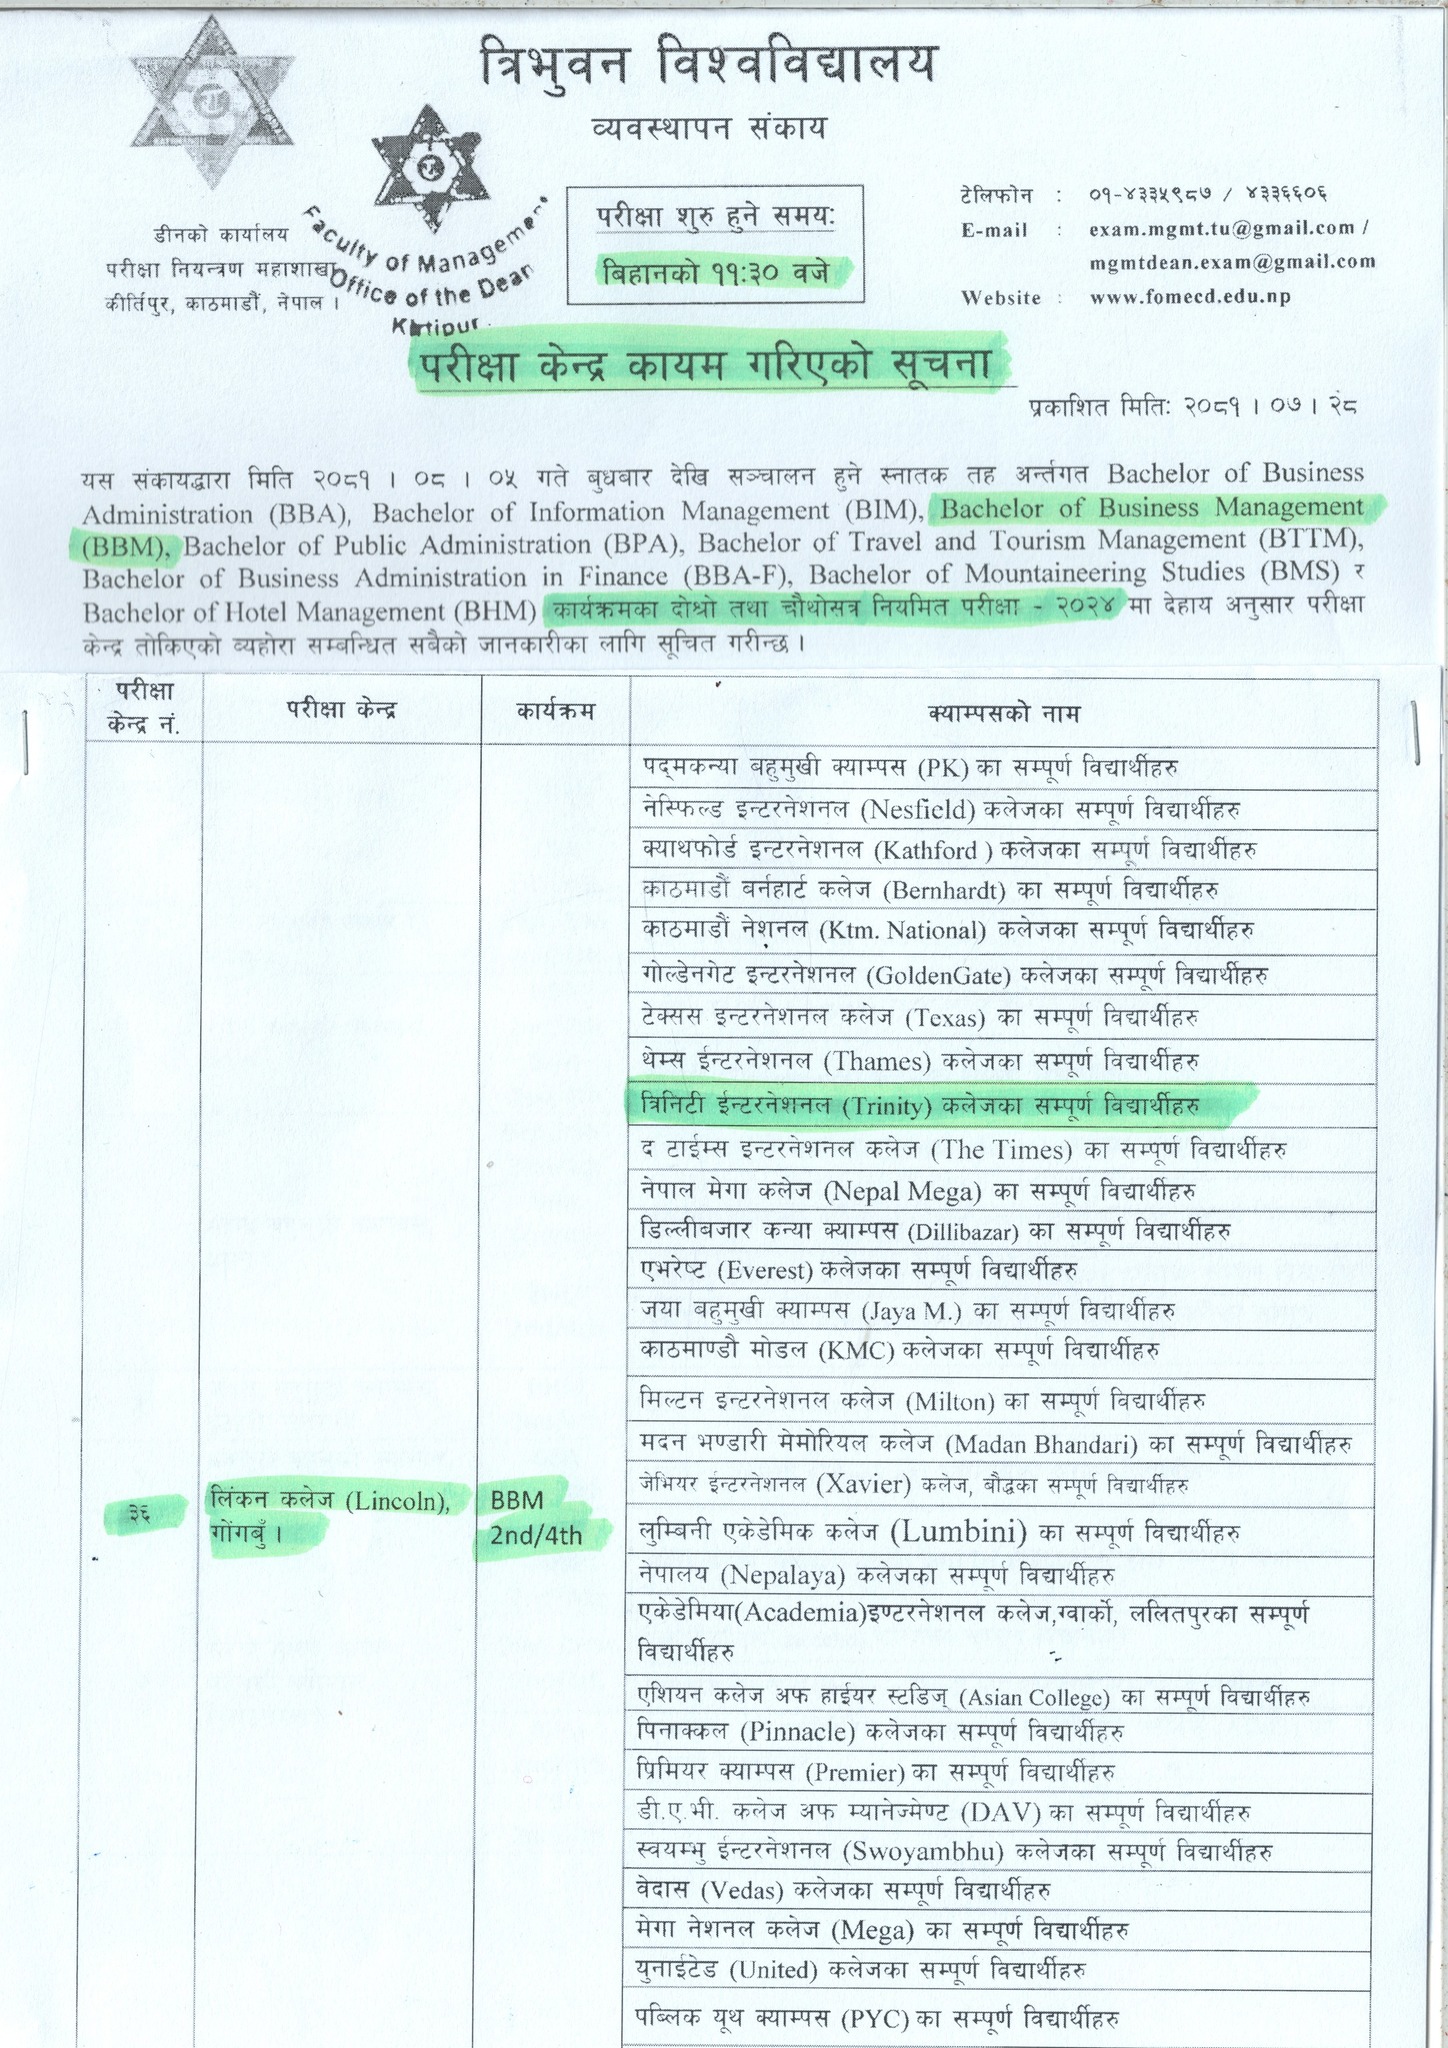 त्रिभुवन विश्वविद्यालय
व्यवस्थापन संकाय
डीनको कार्यालय
परीक्षा नियन्त्रण महाशाखा
कीर्तिपुर, काठमाडौं, नेपाल ।
Faculty of Management
Office of the Dean
Kirtipur
परीक्षा शुरु हुने समय:
बिहानको ११:३० वजे
टेलिफोन : ०१-४३३५९८७ / ४३३६६०६
E-mail : exam.mgmt.tu@gmail.com /
mgmtdean.exam@gmail.com
Website : www.fomecd.edu.np
परीक्षा केन्द्र कायम गरिएको सूचना
प्रकाशित मिति: २०८१ । ०७ । २८
यस संकायद्वारा मिति २०८१ । ०८ । ०५ गते बुधबार देखि सञ्चालन हुने स्नातक तह अर्न्तगत Bachelor of Business
Administration (BBA), Bachelor of Information Management (BIM), Bachelor of Business Management
(BBM), Bachelor of Public Administration (BPA), Bachelor of Travel and Tourism Management (BTTM),
Bachelor of Business Administration in Finance (BBA-F), Bachelor of Mountaineering Studies (BMS) र
Bachelor of Hotel Management (BHM) कार्यक्रमका दोश्रो तथा चौथोसत्र नियमित परीक्षा - २०२४ मा देहाय अनुसार परीक्षा
केन्द्र तोकिएको व्यहोरा सम्बन्धित सबैको जानकारीका लागि सूचित गरीन्छ ।
परीक्षा केन्द्र नं. परीक्षा केन्द्र कार्यक्रम क्याम्पसको नाम
पद्मकन्या बहुमुखी क्याम्पस (PK) का सम्पूर्ण विद्यार्थीहरु
नेस्फिल्ड इन्टरनेशनल (Nesfield) कलेजका सम्पूर्ण विद्यार्थीहरु
क्याथफोर्ड इन्टरनेशनल (Kathford ) कलेजका सम्पूर्ण विद्यार्थीहरु
काठमाडौं वर्नहार्ट कलेज (Bernhardt) का सम्पूर्ण विद्यार्थीहरु
काठमाडौं नेशनल (Ktm. National) कलेजका सम्पूर्ण विद्यार्थीहरु
गोल्डेनगेट इन्टरनेशनल (GoldenGate) कलेजका सम्पूर्ण विद्यार्थीहरु
टेक्सस इन्टरनेशनल कलेज (Texas) का सम्पूर्ण विद्यार्थीहरु
थेम्स ईन्टरनेशनल (Thames) कलेजका सम्पूर्ण विद्यार्थीहरु
त्रिनिटी ईन्टरनेशनल (Trinity) कलेजका सम्पूर्ण विद्यार्थीहरु
द टाईम्स इन्टरनेशनल कलेज (The Times) का सम्पूर्ण विद्यार्थीहरु
नेपाल मेगा कलेज (Nepal Mega) का सम्पूर्ण विद्यार्थीहरु
डिल्लीबजार कन्या क्याम्पस (Dillibazar) का सम्पूर्ण विद्यार्थीहरु
एभरेष्ट (Everest) कलेजका सम्पूर्ण विद्यार्थीहरु
जया बहुमुखी क्याम्पस (Jaya M.) का सम्पूर्ण विद्यार्थीहरु
काठमाण्डौ मोडल (KMC) कलेजका सम्पूर्ण विद्यार्थीहरु
मिल्टन इन्टरनेशनल कलेज (Milton) का सम्पूर्ण विद्यार्थीहरु
मदन भण्डारी मेमोरियल कलेज (Madan Bhandari) का सम्पूर्ण विद्यार्थीहरु
जेभियर ईन्टरनेशनल (Xavier) कलेज, बौद्धका सम्पूर्ण विद्यार्थीहरु
३६ लिंकन कलेज (Lincoln), गोंगबुँ । BBM 2nd/4th
लुम्बिनी एकेडेमिक कलेज (Lumbini) का सम्पूर्ण विद्यार्थीहरु
नेपालय (Nepalaya) कलेजका सम्पूर्ण विद्यार्थीहरु
एकेडेमिया(Academia)इण्टरनेशनल कलेज,ग्वार्को, ललितपुरका सम्पूर्ण
विद्यार्थीहरु
एशियन कलेज अफ हाईयर स्टडिज् (Asian College) का सम्पूर्ण विद्यार्थीहरु
पिनाक्कल (Pinnacle) कलेजका सम्पूर्ण विद्यार्थीहरु
प्रिमियर क्याम्पस (Premier) का सम्पूर्ण विद्यार्थीहरु
डी.ए.भी. कलेज अफ म्यानेज्मेण्ट (DAV) का सम्पूर्ण विद्यार्थीहरु
स्वयम्भु ईन्टरनेशनल (Swoyambhu) कलेजका सम्पूर्ण विद्यार्थीहरु
वेदास (Vedas) कलेजका सम्पूर्ण विद्यार्थीहरु
मेगा नेशनल कलेज (Mega) का सम्पूर्ण विद्यार्थीहरु
युनाईटेड (United) कलेजका सम्पूर्ण विद्यार्थीहरु
पब्लिक यूथ क्याम्पस (PYC) का सम्पूर्ण विद्यार्थीहरु